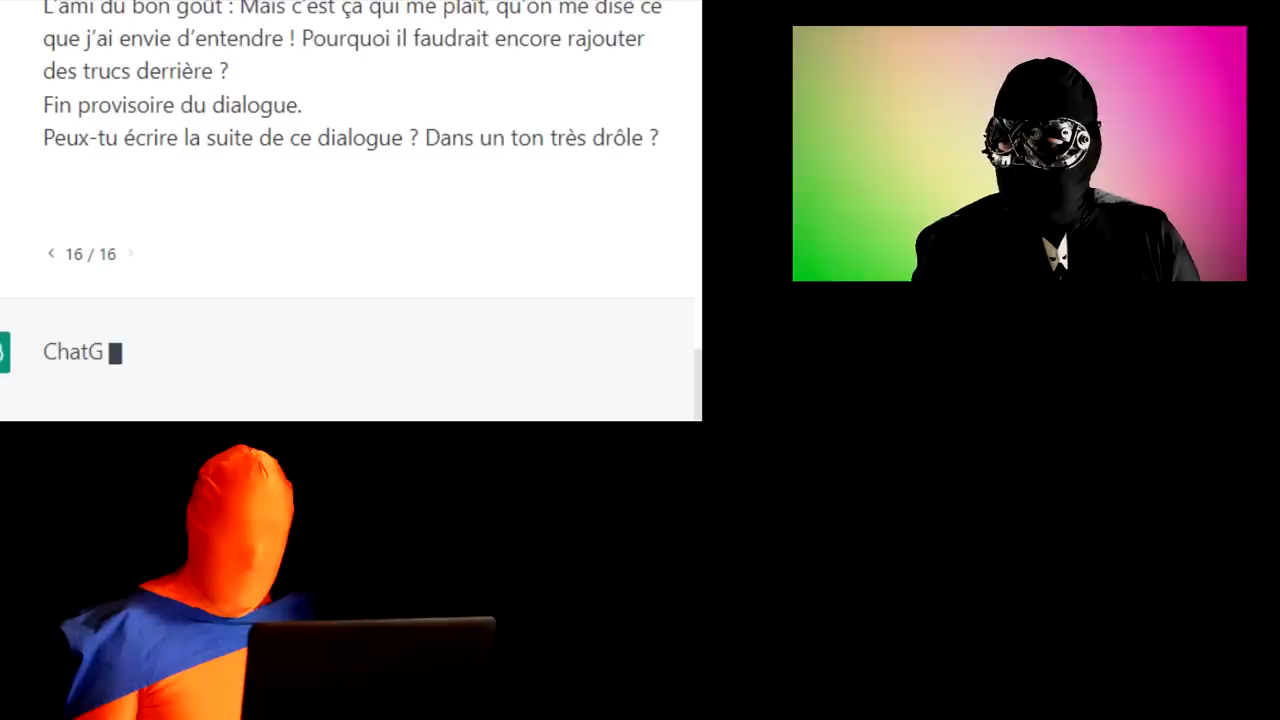 L'ami du bon goût : Mais c'est ça qui me plaît, qu'on me dise ce
que j'ai envie d'entendre ! Pourquoi il faudrait encore rajouter
des trucs derrière ?
Fin provisoire du dialogue.
Peux-tu écrire la suite de ce dialogue ? Dans un ton très drôle ?
16 / 16
ChatG